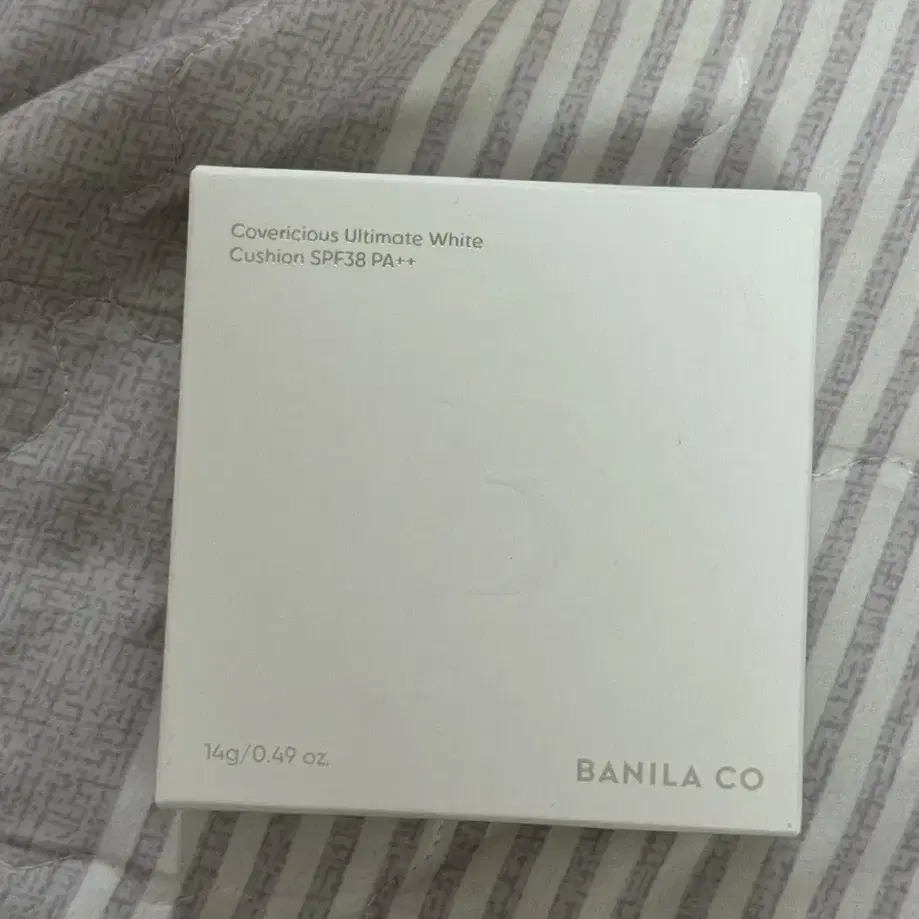 Covericious Ultimate White
Cushion SPF38 PA++
14g/0.49 oz.
BANILA CO